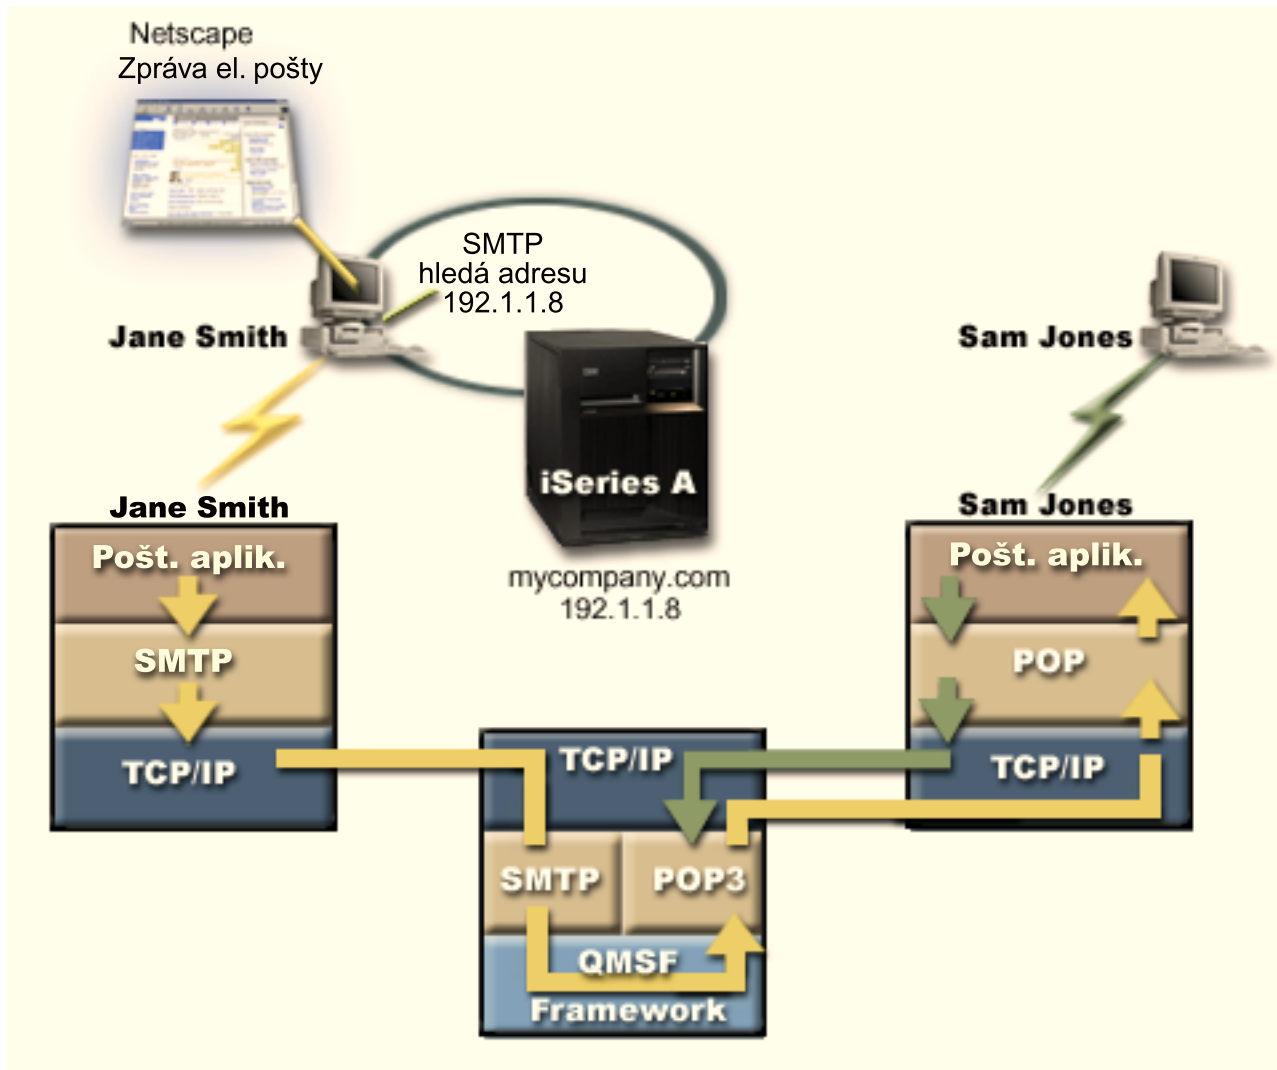 Netscape
Zpráva el. pošty
SMTP
hledá adresu
192.1.1.8
Jane Smith
Sam Jones
iSeries A
mycompany.com
192.1.1.8
Jane Smith
Pošt. aplik.
SMTP
TCP/IP
Sam Jones
Pošt. aplik.
POP
TCP/IP
TCP/IP
SMTP
POP3
QMSF
Framework